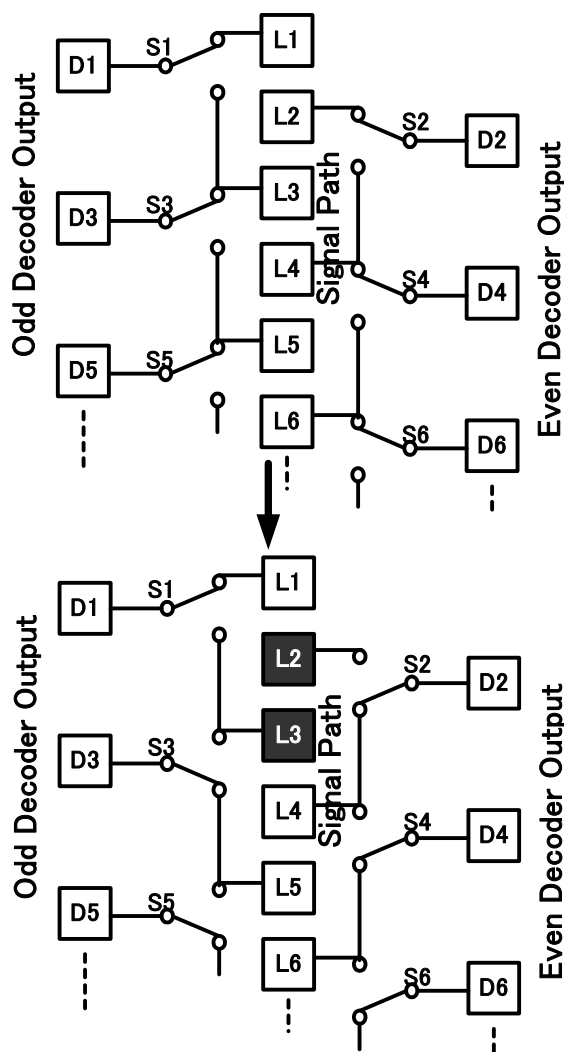 Odd Decoder Output
D1
S1
L1
L2
S2
D2
D3
S3
L3
Signal Path
L4
S4
D4
Even Decoder Output
D5
S5
L5
L6
S6
D6
Odd Decoder Output
D1
S1
L1
L2
S2
D2
D3
S3
L3
Signal Path
L4
S4
D4
Even Decoder Output
D5
S5
L5
L6
S6
D6